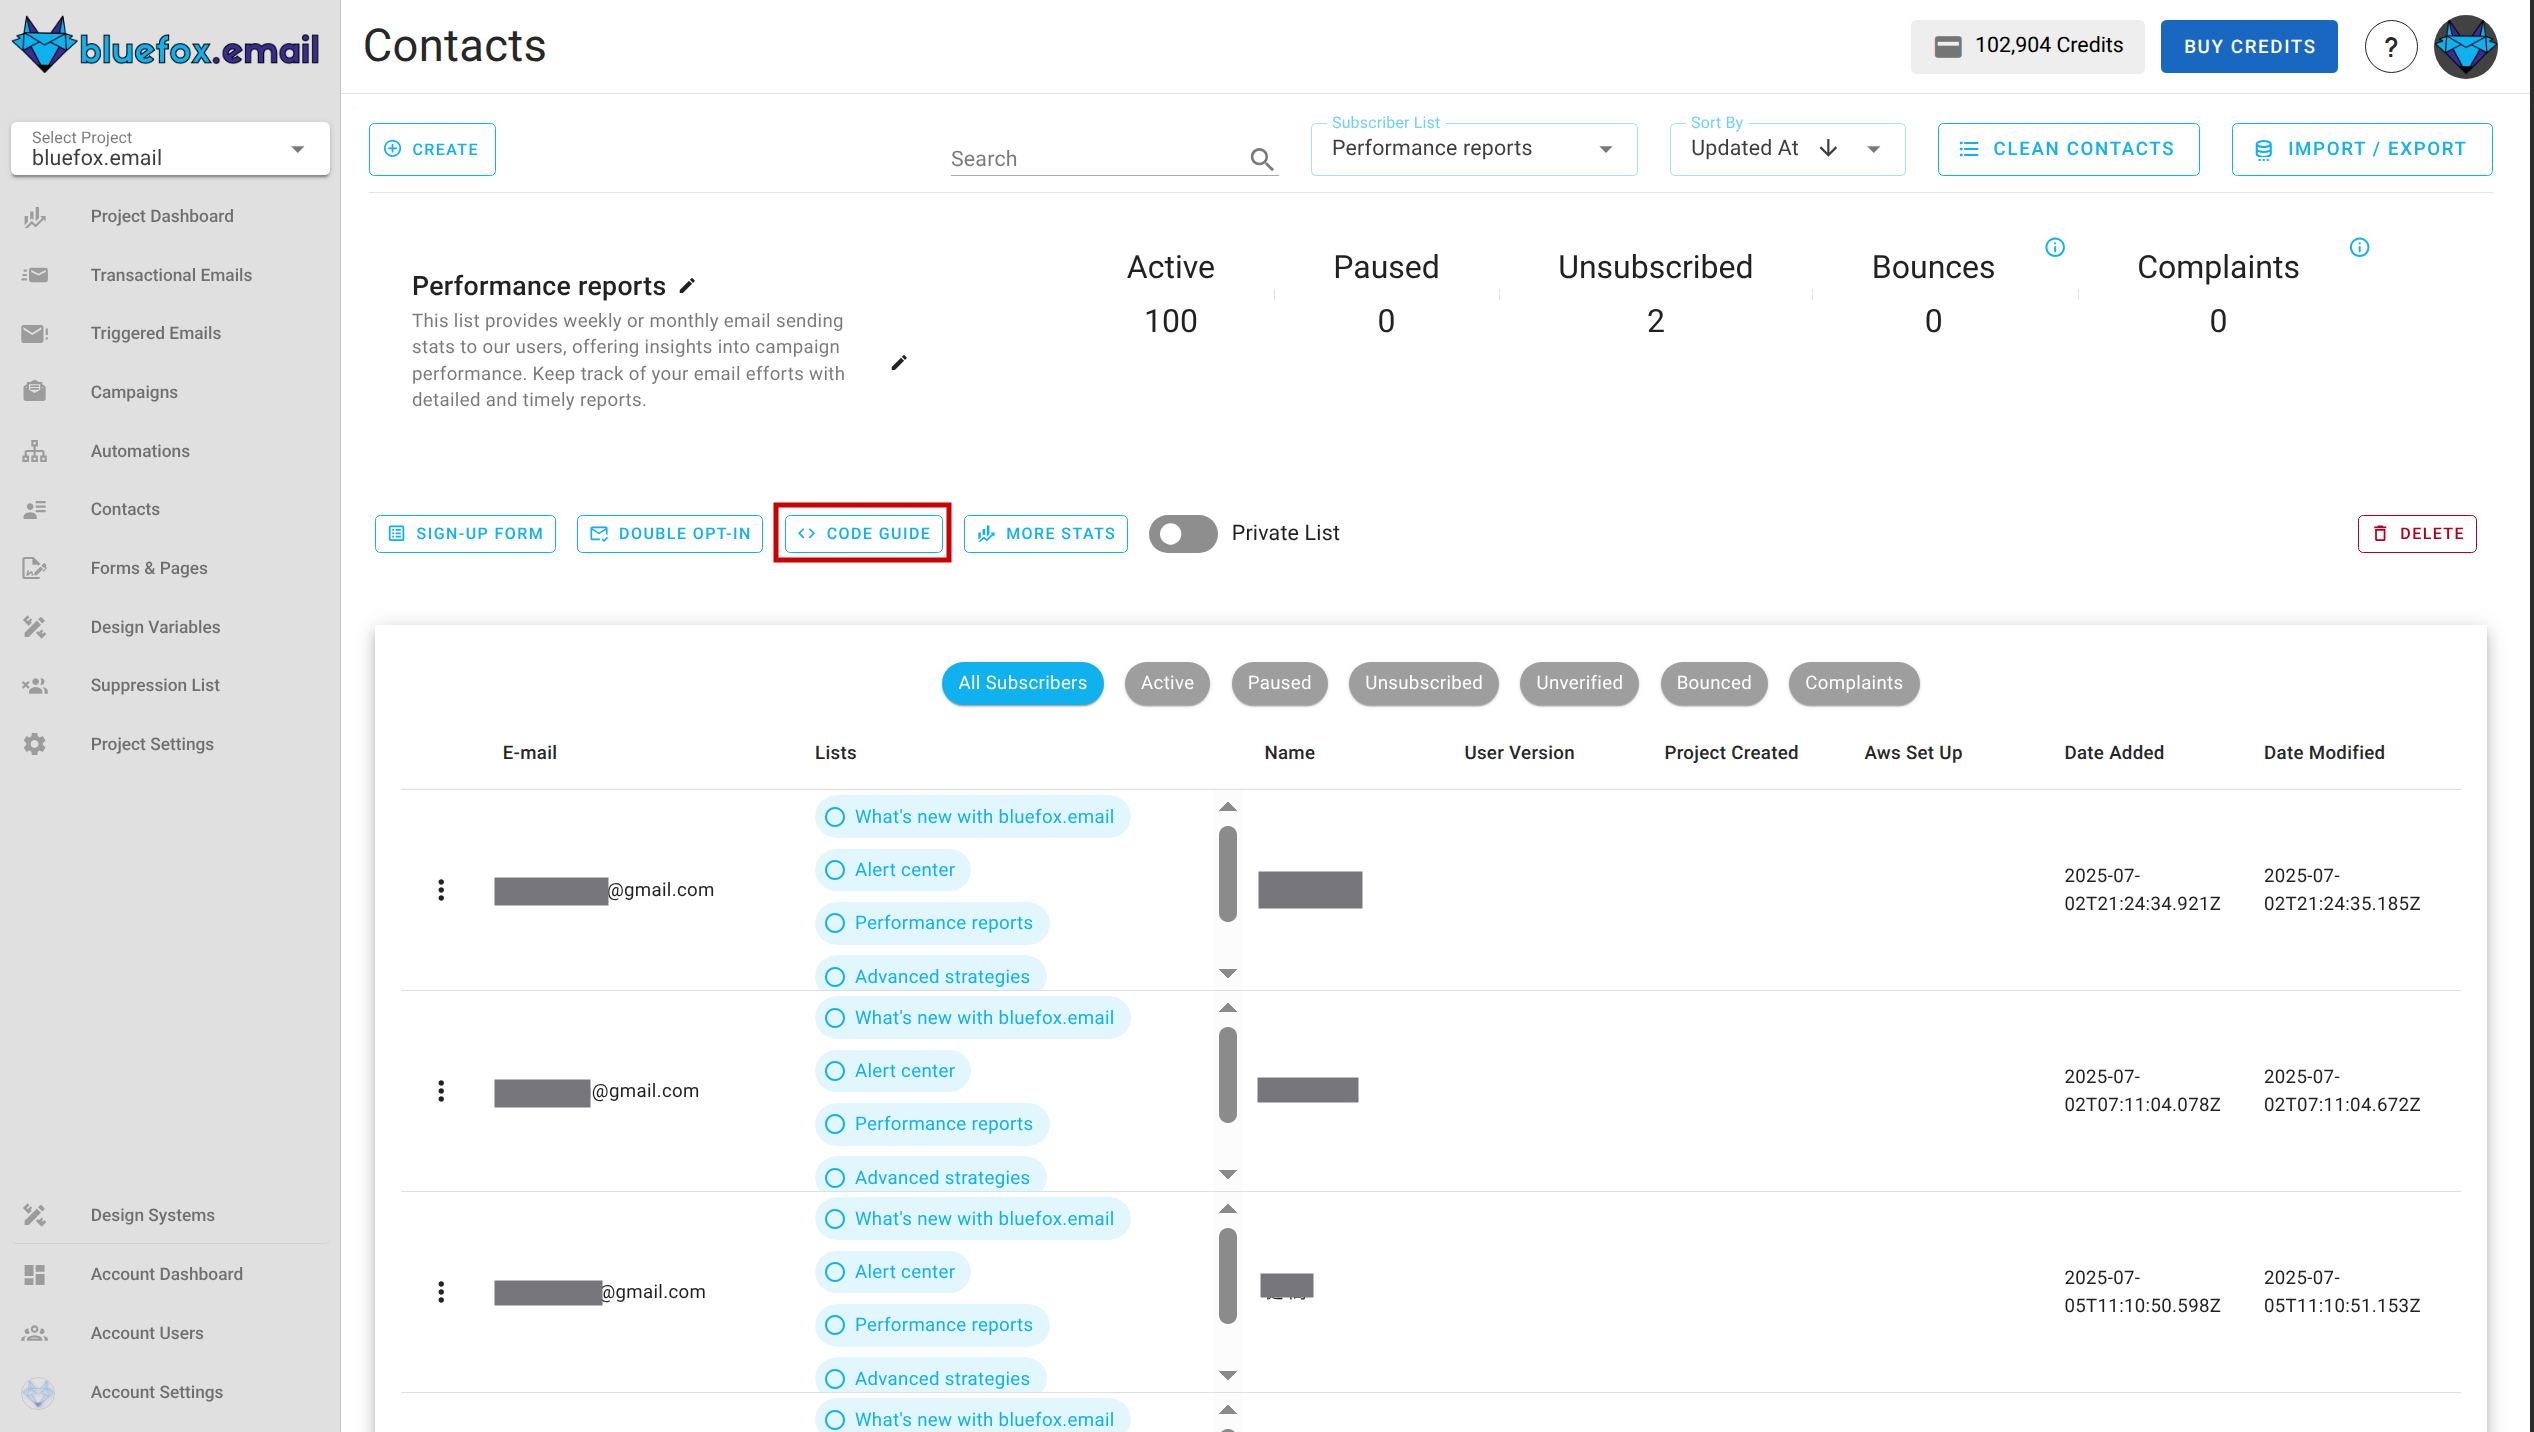 bluefox.email
Contacts
102,904 Credits
BUY CREDITS
?
Select Project
bluefox.email
CREATE
Search
Subscriber List
Performance reports
Sort By
Updated At
CLEAN CONTACTS
IMPORT / EXPORT
Project Dashboard
Transactional Emails
Triggered Emails
Campaigns
Automations
Contacts
Forms & Pages
Design Variables
Suppression List
Project Settings
Design Systems
Account Dashboard
Account Users
Account Settings
Performance reports
This list provides weekly or monthly email sending
stats to our users, offering insights into campaign
performance. Keep track of your email efforts with
detailed and timely reports.
Active
100
Paused
0
Unsubscribed
2
Bounces
0
Complaints
0
SIGN-UP FORM
DOUBLE OPT-IN
<> CODE GUIDE
MORE STATS
Private List
DELETE
All Subscribers
Active
Paused
Unsubscribed
Unverified
Bounced
Complaints
E-mail
Lists
Name
User Version
Project Created
Aws Set Up
Date Added
Date Modified
@gmail.com
What's new with bluefox.email
Alert center
Performance reports
Advanced strategies
2025-07-
02T21:24:34.921Z
2025-07-
02T21:24:35.185Z
@gmail.com
What's new with bluefox.email
Alert center
Performance reports
Advanced strategies
2025-07-
02T07:11:04.078Z
2025-07-
02T07:11:04.672Z
@gmail.com
What's new with bluefox.email
Alert center
Performance reports
Advanced strategies
2025-07-
05T11:10:50.598Z
2025-07-
05T11:10:51.153Z
What's new with bluefox.email